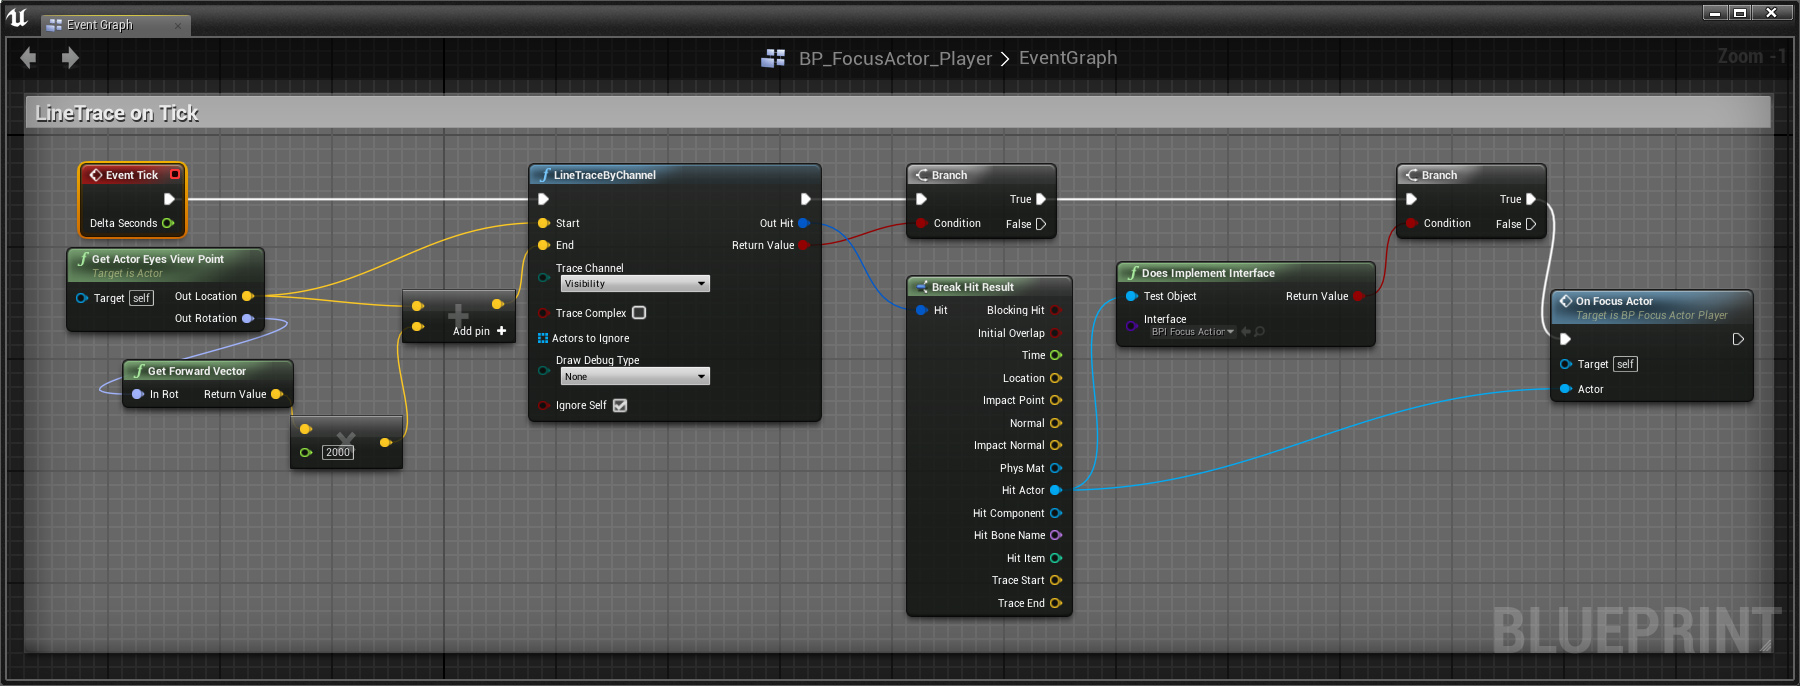 Event Graph
BP_FocusActor_Player > EventGraph
Zoom -1
LineTrace on Tick
Event Tick
Delta Seconds
Get Actor Eyes View Point
Target is Actor
Target self
Out Location
Out Rotation
Get Forward Vector
In Rot Return Value
2000
Add pin +
LineTraceByChannel
Start Out Hit
End Return Value
Trace Channel
Visibility
Trace Complex
Actors to Ignore
Draw Debug Type
None
Ignore Self
Branch
True
Condition False
Break Hit Result
Hit Blocking Hit
Initial Overlap
Time
Location
Impact Point
Normal
Impact Normal
Phys Mat
Hit Actor
Hit Component
Hit Bone Name
Hit Item
Trace Start
Trace End
Does Implement Interface
Test Object Return Value
Interface
BPI Focus Action
Branch
True
Condition False
On Focus Actor
Target is BP Focus Actor Player
Target self
Actor
BLUEPRINT